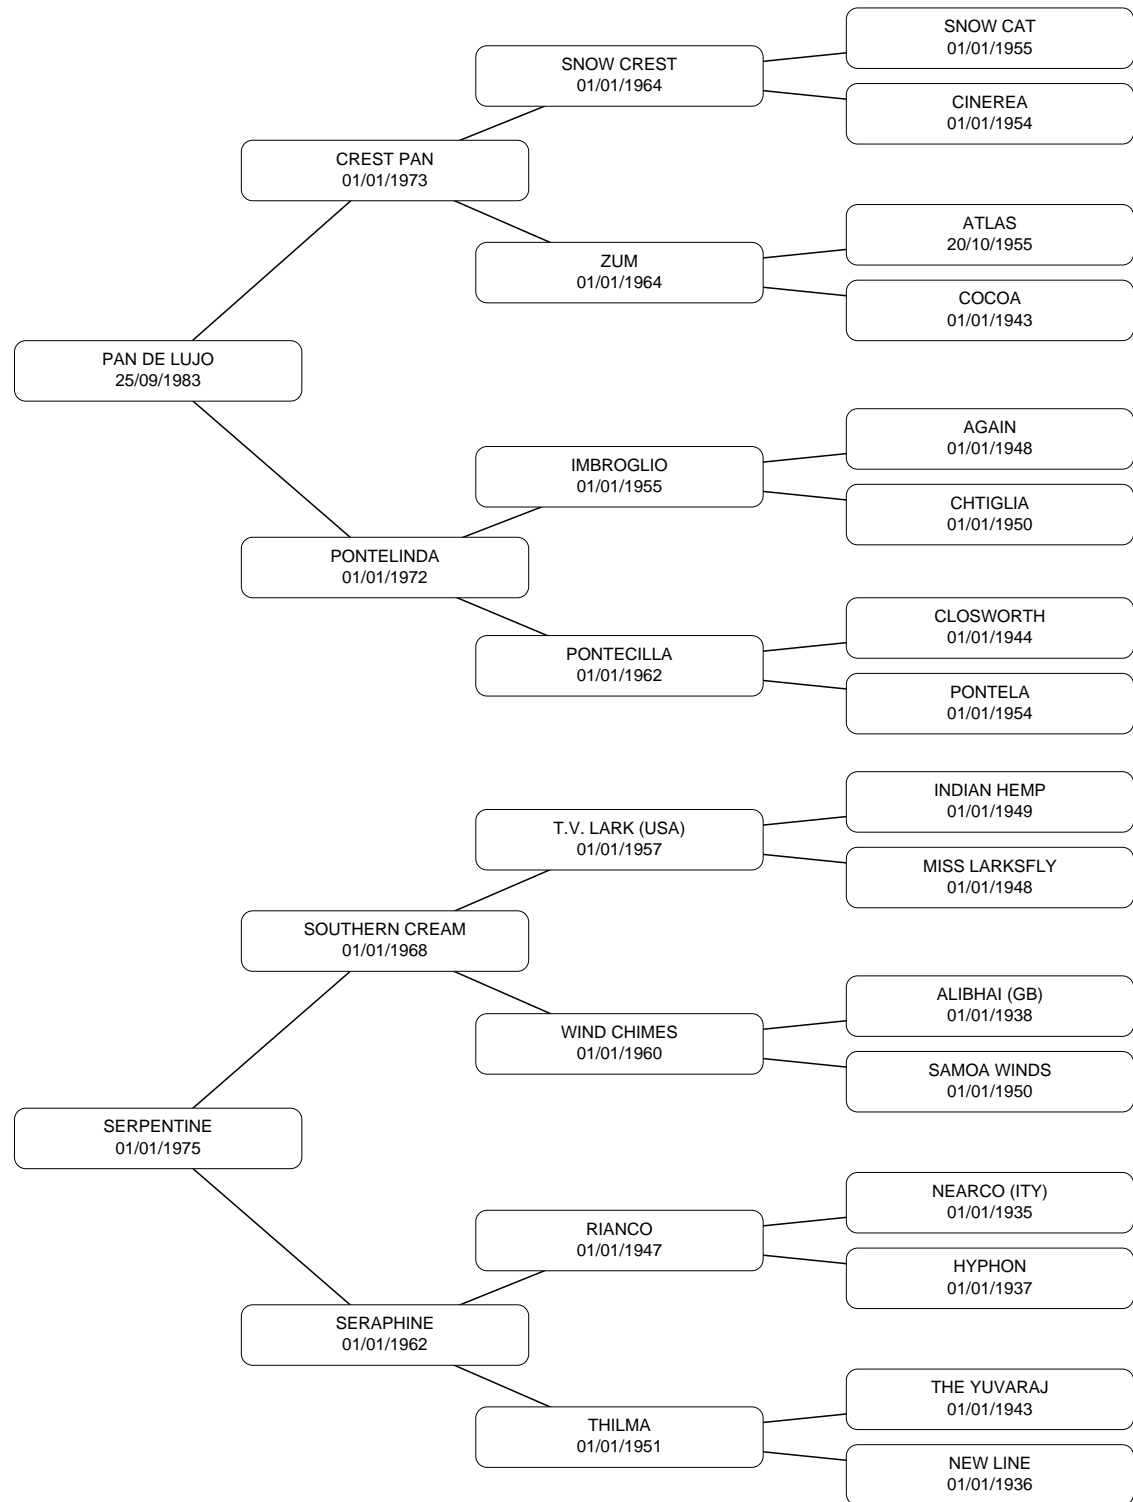 SNOW CAT
01/01/1955
SNOW CREST
01/01/1964
CINEREA
01/01/1954
CREST PAN
01/01/1973
ATLAS
20/10/1955
ZUM
01/01/1964
COCOA
01/01/1943
PAN DE LUJO
25/09/1983
AGAIN
01/01/1948
IMBROGLIO
01/01/1955
CHTIGLIA
01/01/1950
PONTELINDA
01/01/1972
CLOSWORTH
01/01/1944
PONTECILLA
01/01/1962
PONTELA
01/01/1954
INDIAN HEMP
01/01/1949
T.V. LARK (USA)
01/01/1957
MISS LARKSFLY
01/01/1948
SOUTHERN CREAM
01/01/1968
ALIBHAI (GB)
01/01/1938
WIND CHIMES
01/01/1960
SAMOA WINDS
01/01/1950
SERPENTINE
01/01/1975
NEARCO (ITY)
01/01/1935
RIANCO
01/01/1947
HYPHON
01/01/1937
SERAPHINE
01/01/1962
THE YUVARAJ
01/01/1943
THILMA
01/01/1951
NEW LINE
01/01/1936